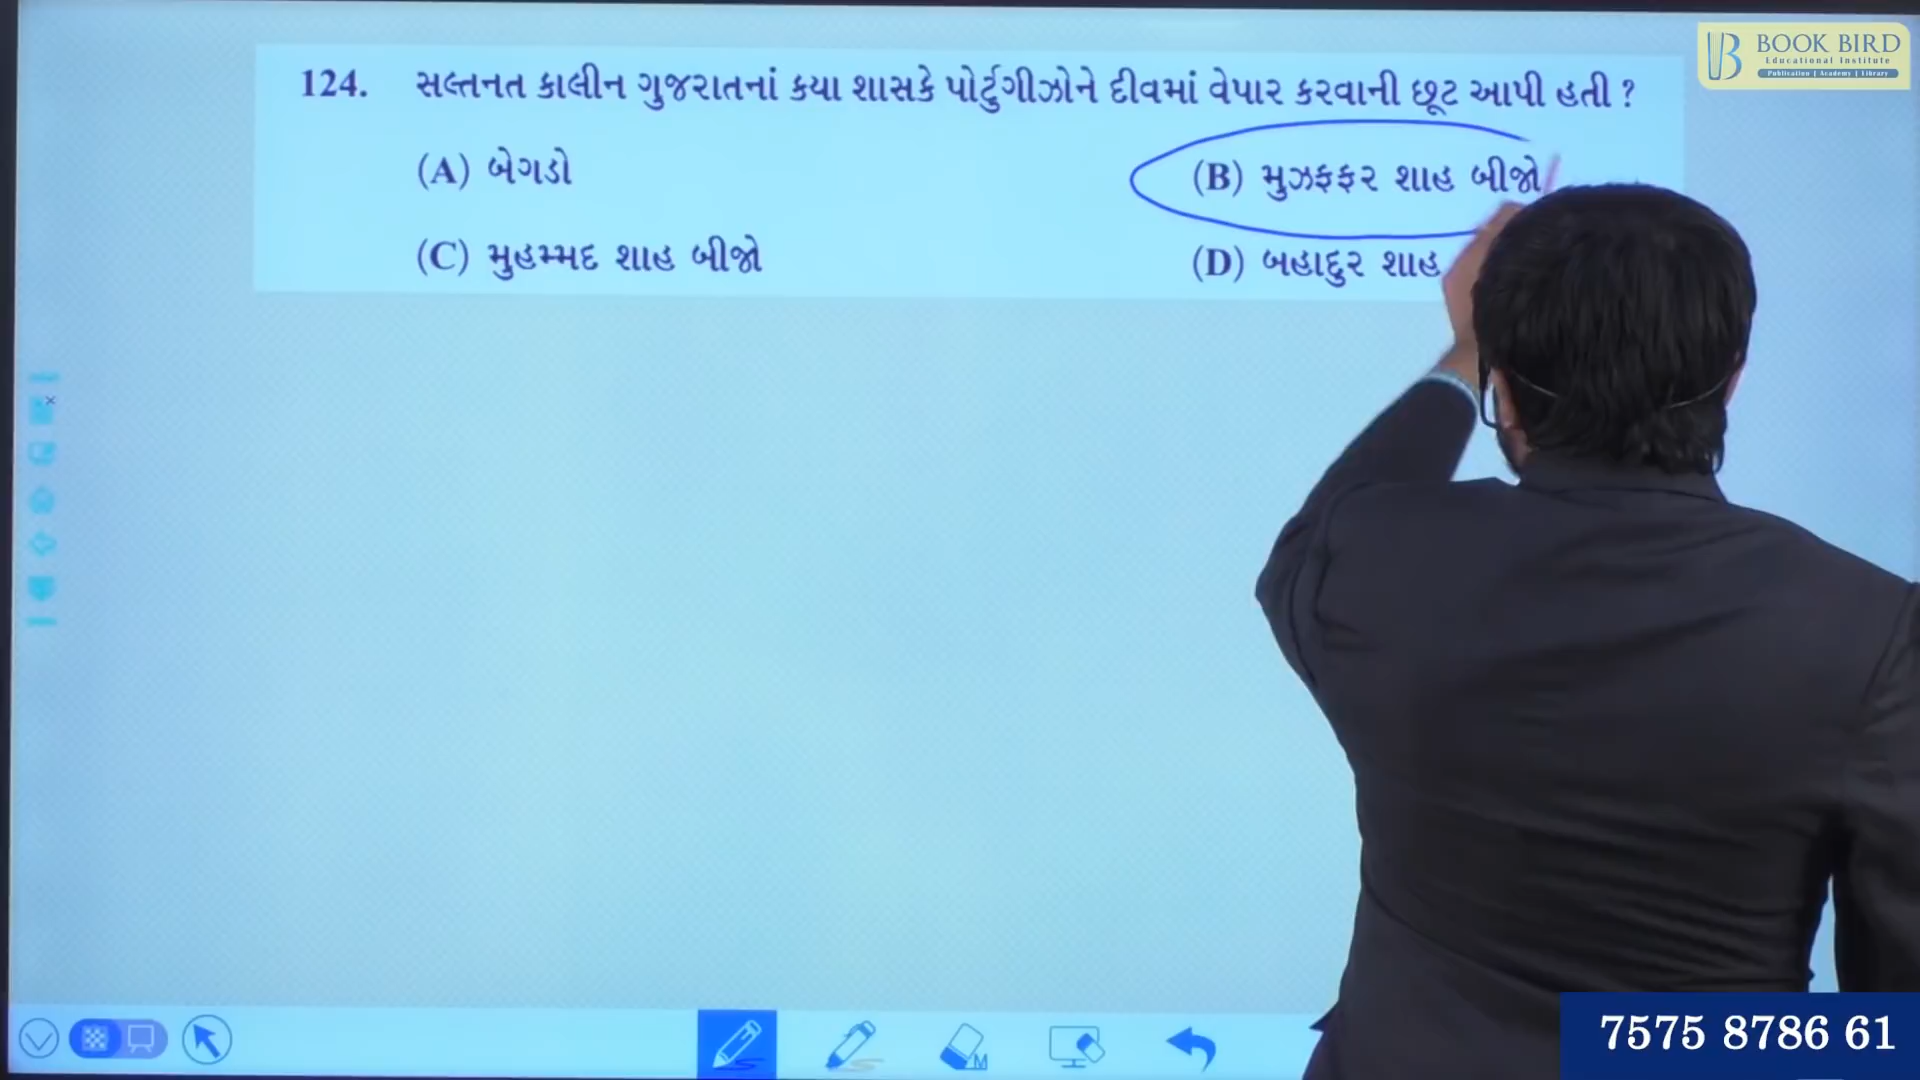 BOOK BIRD
Educational Institute
Publication | Academy | Library
124. સલ્તનત કાલીન ગુજરાતનાં કયા શાસકે પોર્ટુગીઝોને દીવમાં વેપાર કરવાની છૂટ આપી હતી ?
(A) બેગડો
(B) મુઝફ્ફર શાહ બીજો
(C) મુહમ્મદ શાહ બીજો
(D) બહાદુર શાહ
M
7575 8786 61